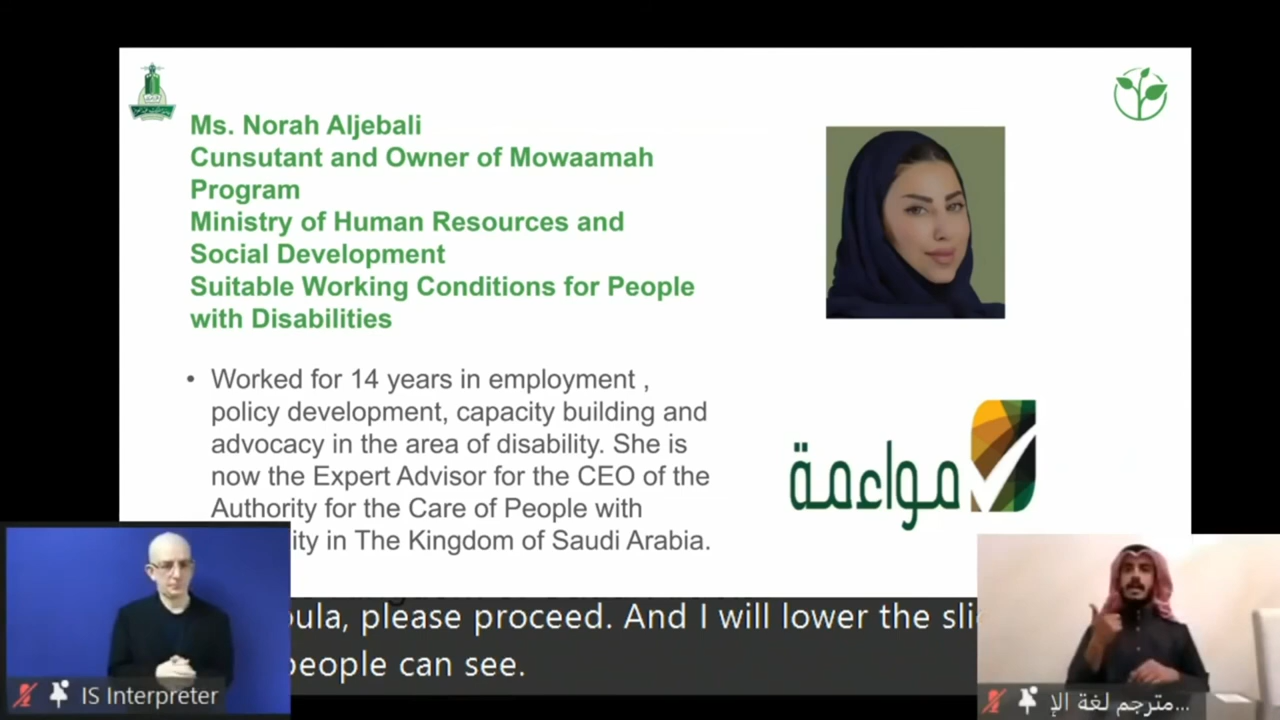 Ms. Norah Aljebali
Cunsutant and Owner of Mowaamah
Program
Ministry of Human Resources and
Social Development
Suitable Working Conditions for People
with Disabilities
• Worked for 14 years in employment ,
policy development, capacity building and
advocacy in the area of disability. She is
now the Expert Advisor for the CEO of the
Authority for the Care of People with
ity in The Kingdom of Saudi Arabia.
مواءمة
oula, please proceed. And I will lower the sli
people can see.
IS Interpreter
مترجم لغة الإ...